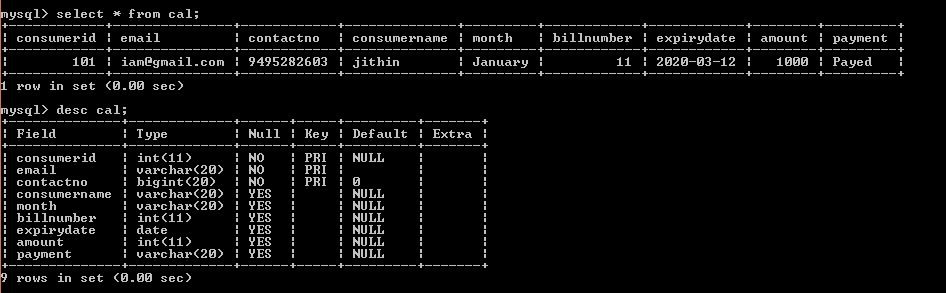 mysql> select * from cal;
+------------+---------------+------------+--------------+---------+------------+------------+--------+---------+
| consumerid | email         | contactno  | consumername | month   | billnumber | expirydate | amount | payment |
+------------+---------------+------------+--------------+---------+------------+------------+--------+---------+
|        101 | iam@gmail.com | 9495282603 | jithin       | January |         11 | 2020-03-12 |   1000 | Payed   |
+------------+---------------+------------+--------------+---------+------------+------------+--------+---------+
1 row in set (0.00 sec)
mysql> desc cal;
+--------------+-------------+------+-----+---------+-------+
| Field        | Type        | Null | Key | Default | Extra |
+--------------+-------------+------+-----+---------+-------+
| consumerid   | int(11)     | NO   | PRI | NULL    |       |
| email        | varchar(20) | NO   | PRI |         |       |
| contactno    | bigint(20)  | NO   | PRI | 0       |       |
| consumername | varchar(20) | YES  |     | NULL    |       |
| month        | varchar(20) | YES  |     | NULL    |       |
| billnumber   | int(11)     | YES  |     | NULL    |       |
| expirydate   | date        | YES  |     | NULL    |       |
| amount       | int(11)     | YES  |     | NULL    |       |
| payment      | varchar(20) | YES  |     | NULL    |       |
+--------------+-------------+------+-----+---------+-------+
9 rows in set (0.00 sec)